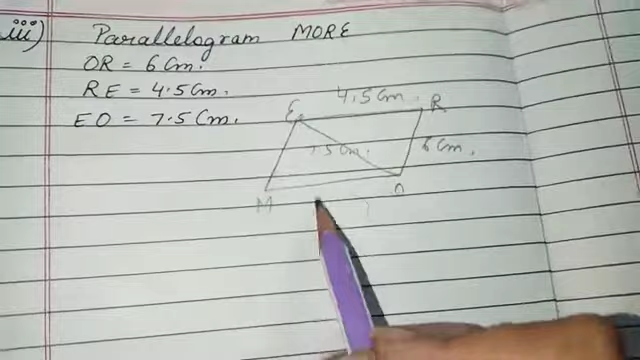 iii) Parallelogram MORE
OR = 6 Cm.
RE = 4.5 Cm.
EO = 7.5 Cm.
4.5 Cm.
E R
7.5 Cm. 6 Cm.
M O